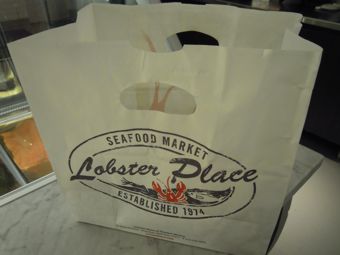 SEAFOOD MARKET
Lobster Place
ESTABLISHED 1974